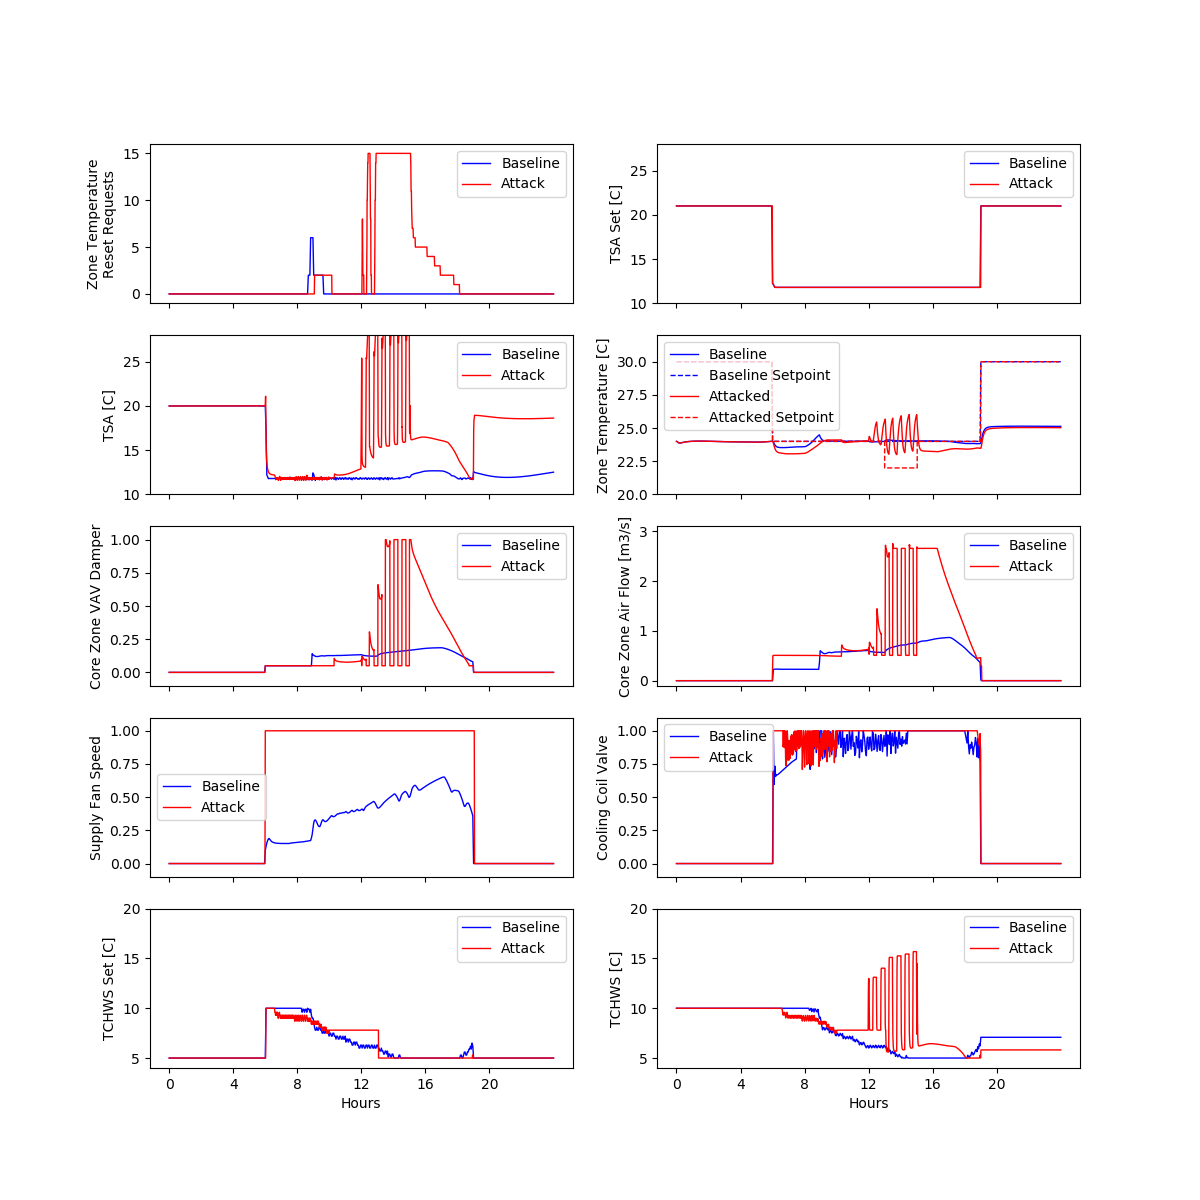 Zone Temperature
Reset Requests
15
10
5
0
Baseline
Attack
TSA Set [C]
25
20
15
10
Baseline
Attack
TSA [C]
25
20
15
10
Baseline
Attack
Zone Temperature [C]
30.0
27.5
25.0
22.5
20.0
Baseline
Baseline Setpoint
Attacked
Attacked Setpoint
Core Zone VAV Damper
1.00
0.75
0.50
0.25
0.00
Baseline
Attack
Core Zone Air Flow [m3/s]
3
2
1
0
Baseline
Attack
Supply Fan Speed
1.00
0.75
0.50
0.25
0.00
Baseline
Attack
Cooling Coil Valve
1.00
0.75
0.50
0.25
0.00
Baseline
Attack
TCHWS Set [C]
20
15
10
5
Baseline
Attack
0 4 8 12 16 20
Hours
TCHWS [C]
20
15
10
5
Baseline
Attack
0 4 8 12 16 20
Hours